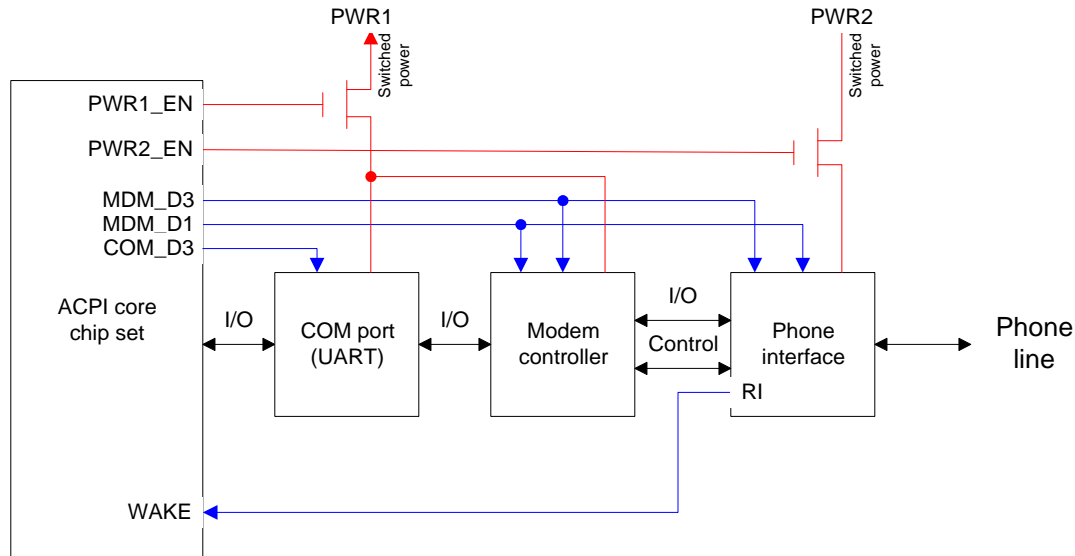 PWR1
PWR2
Switched
power
Switched
power
PWR1_EN
PWR2_EN
MDM_D3
MDM_D1
COM_D3
ACPI core
chip set
I/O
COM port
(UART)
I/O
Modem
controller
I/O
Control
Phone
interface
RI
Phone
line
WAKE